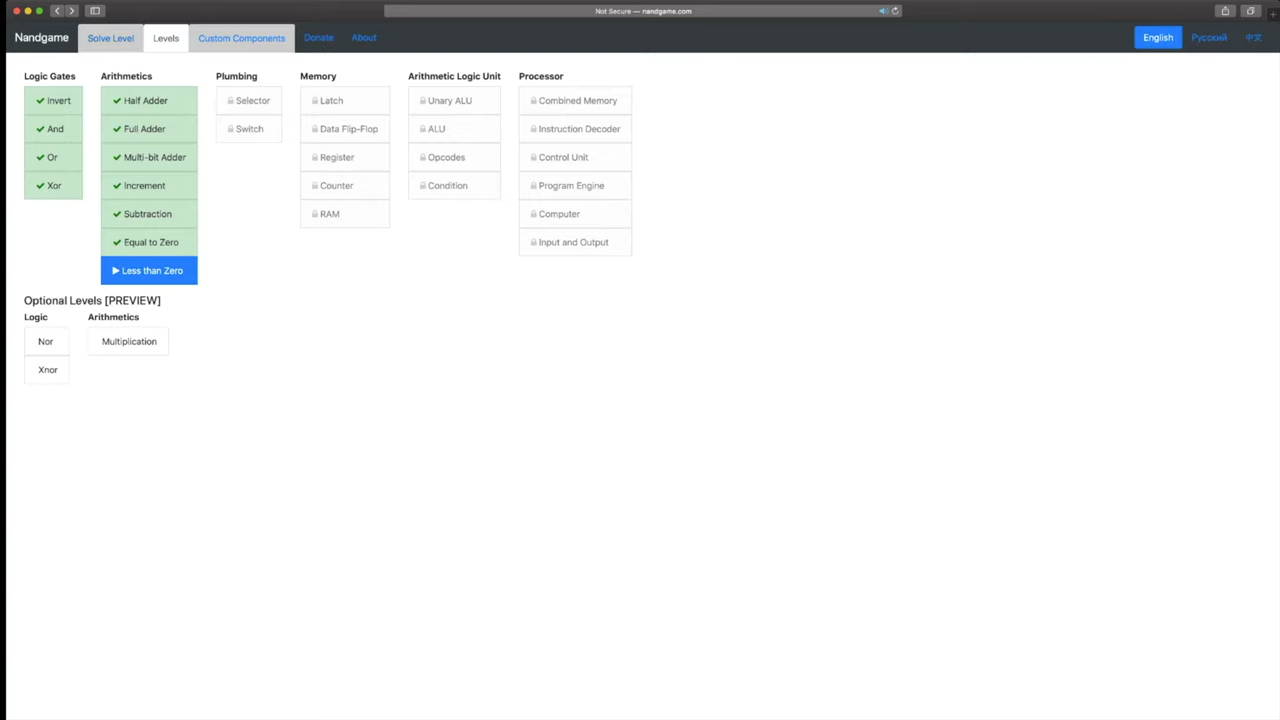 Not Secure — nandgame.com
Nandgame Solve Level Levels Custom Components Donate About English Русский 中文
Logic Gates
Invert
And
Or
Xor
Arithmetics
Half Adder
Full Adder
Multi-bit Adder
Increment
Subtraction
Equal to Zero
Less than Zero
Plumbing
Selector
Switch
Memory
Latch
Data Flip-Flop
Register
Counter
RAM
Arithmetic Logic Unit
Unary ALU
ALU
Opcodes
Condition
Processor
Combined Memory
Instruction Decoder
Control Unit
Program Engine
Computer
Input and Output
Optional Levels [PREVIEW]
Logic
Nor
Xnor
Arithmetics
Multiplication